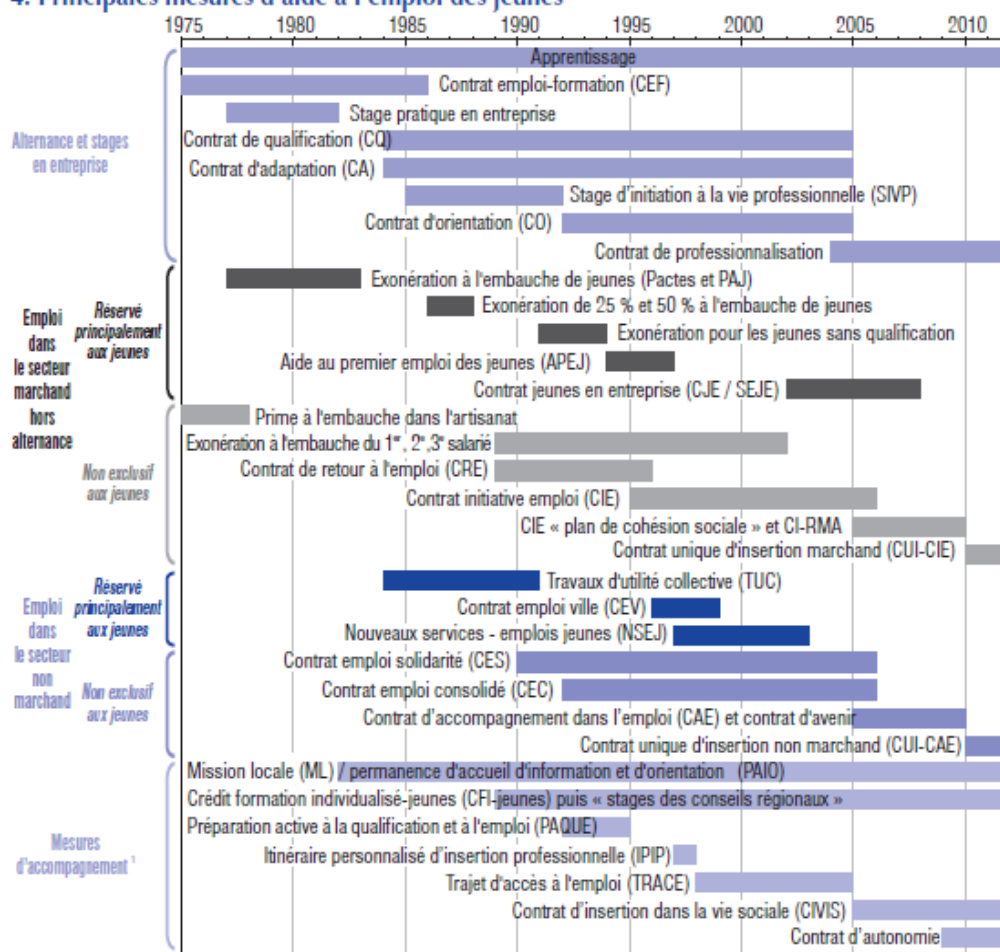 4. Principales mesures d'aide à l'emploi des jeunes
1975 1980 1985 1990 1995 2000 2005 2010
Alternance et stages
en entreprise
Apprentissage
Contrat emploi-formation (CEF)
Stage pratique en entreprise
Contrat de qualification (CQ)
Contrat d'adaptation (CA)
Stage d'initiation à la vie professionnelle (SIVP)
Contrat d'orientation (CO)
Contrat de professionnalisation
Emploi
dans
le secteur
marchand
hors
alternance
Réservé
principalement
aux jeunes
Exonération à l'embauche de jeunes (Pactes et PAJ)
Exonération de 25 % et 50 % à l'embauche de jeunes
Exonération pour les jeunes sans qualification
Aide au premier emploi des jeunes (APEJ)
Contrat jeunes en entreprise (CJE / SEJE)
Non exclusif
aux jeunes
Prime à l'embauche dans l'artisanat
Exonération à l'embauche du 1er, 2e,3e salarié
Contrat de retour à l'emploi (CRE)
Contrat initiative emploi (CIE)
CIE « plan de cohésion sociale » et CI-RMA
Contrat unique d'insertion marchand (CUI-CIE)
Emploi
dans
le secteur
non
marchand
Réservé
principalement
aux jeunes
Travaux d'utilité collective (TUC)
Contrat emploi ville (CEV)
Nouveaux services - emplois jeunes (NSEJ)
Non exclusif
aux jeunes
Contrat emploi solidarité (CES)
Contrat emploi consolidé (CEC)
Contrat d'accompagnement dans l'emploi (CAE) et contrat d'avenir
Contrat unique d'insertion non marchand (CUI-CAE)
Mesures
d'accompagnement 1
Mission locale (ML) / permanence d'accueil d'information et d'orientation (PAIO)
Crédit formation individualisé-jeunes (CFI-jeunes) puis « stages des conseils régionaux »
Préparation active à la qualification et à l'emploi (PAQUE)
Itinéraire personnalisé d'insertion professionnelle (IPIP)
Trajet d'accès à l'emploi (TRACE)
Contrat d'insertion dans la vie sociale (CIVIS)
Contrat d'autonomie